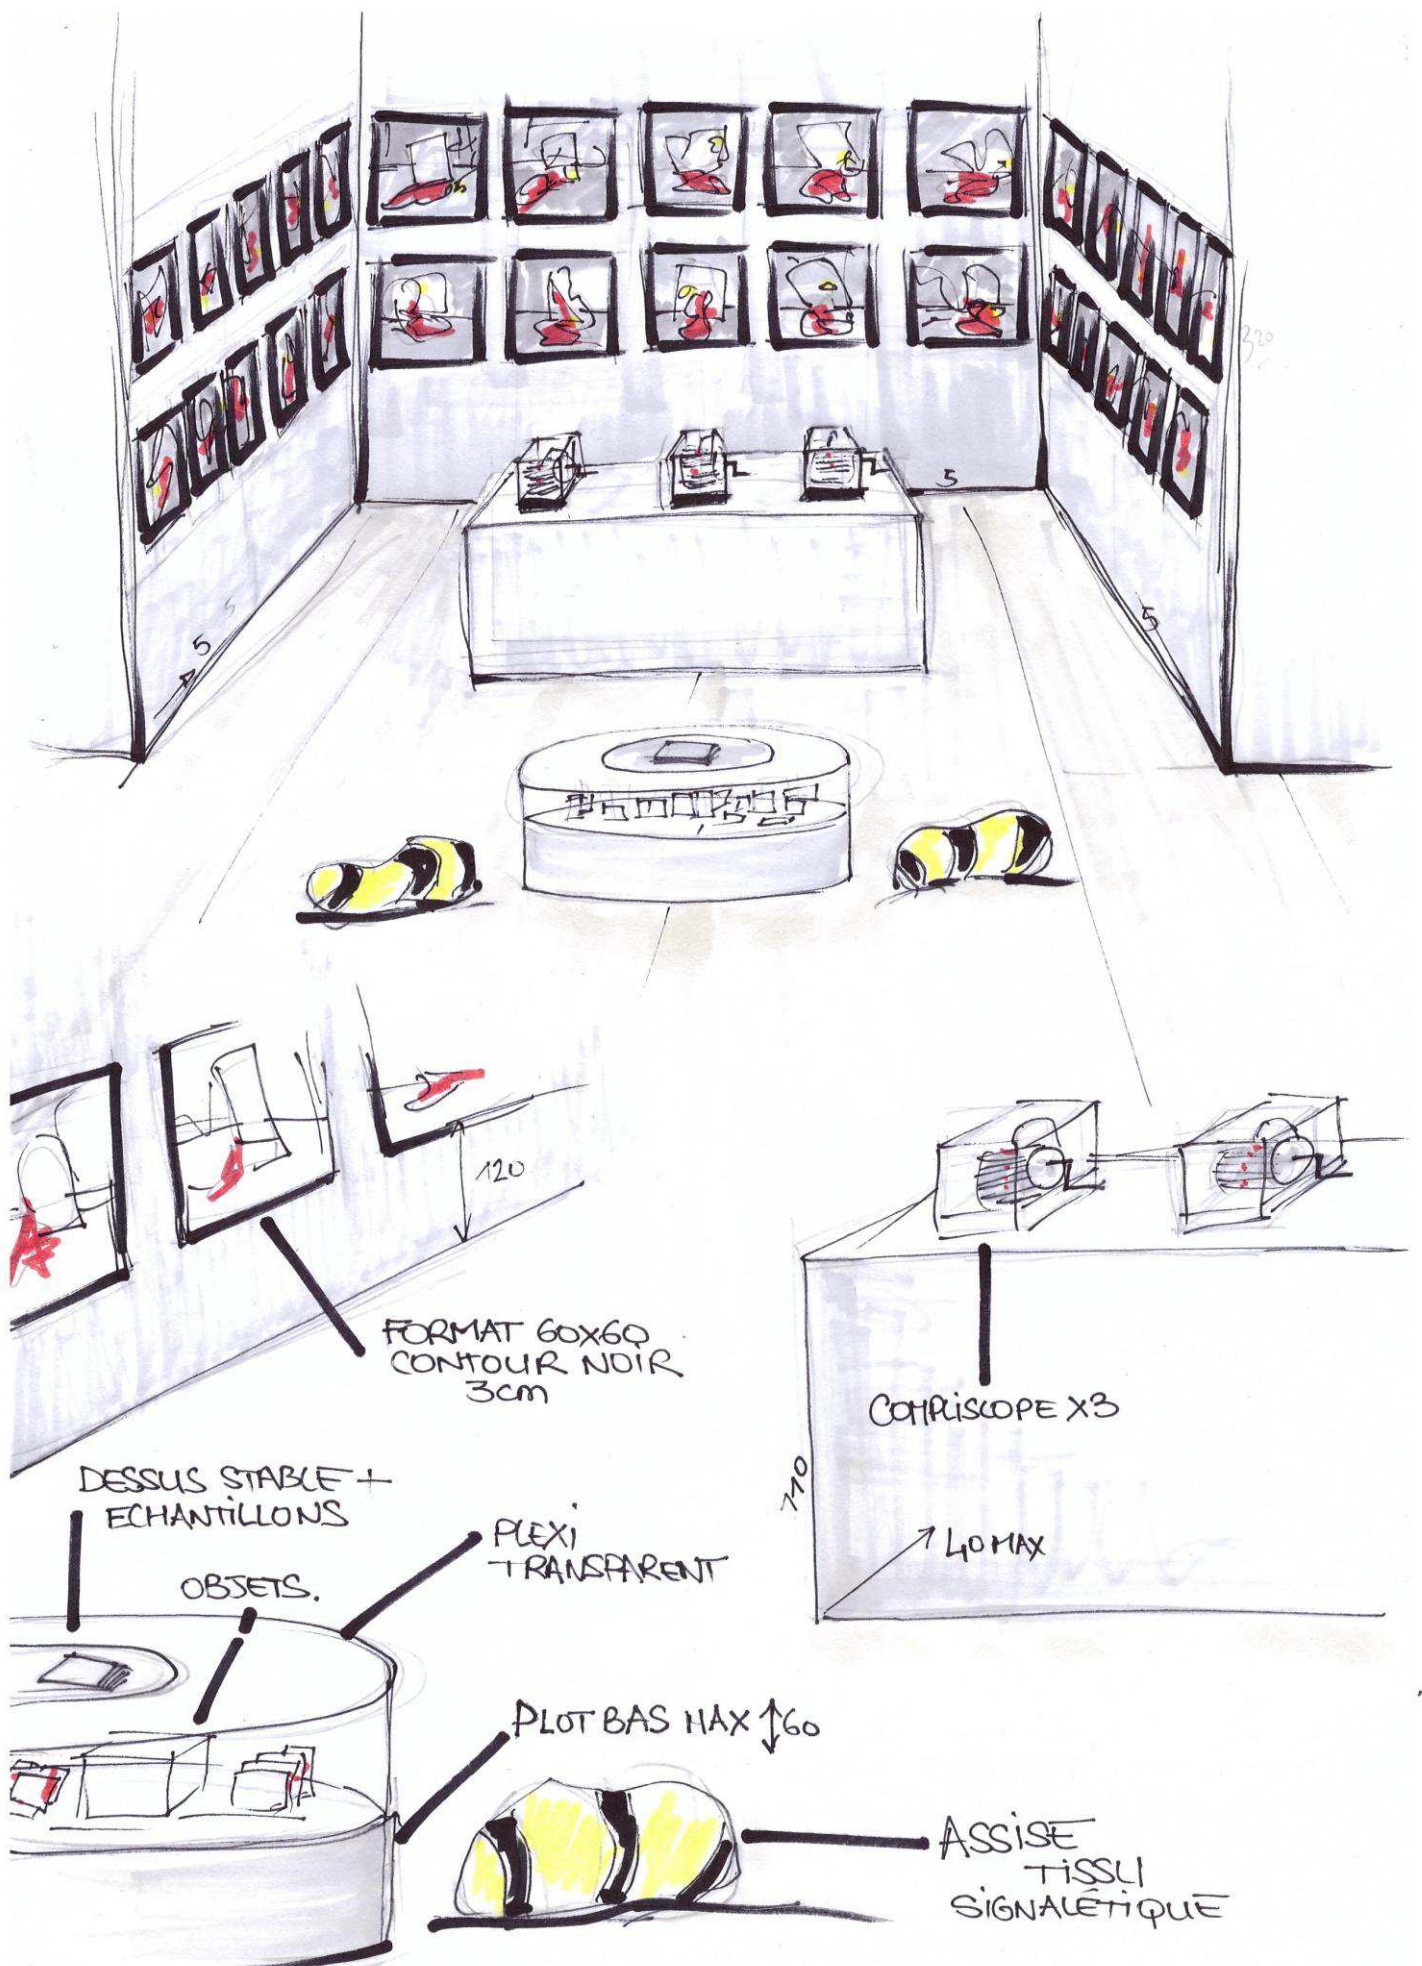 320
5
5
5
120
FORMAT 60X60
CONTOUR NOIR
3cm
COMPLISCOPE X3
110
40 MAX
DESSUS STABLE +
ECHANTILLONS
PLEXI
TRANSPARENT
OBJETS.
PLOT BAS MAX ↕60
ASSISE
TISSU
SIGNALÉTIQUE